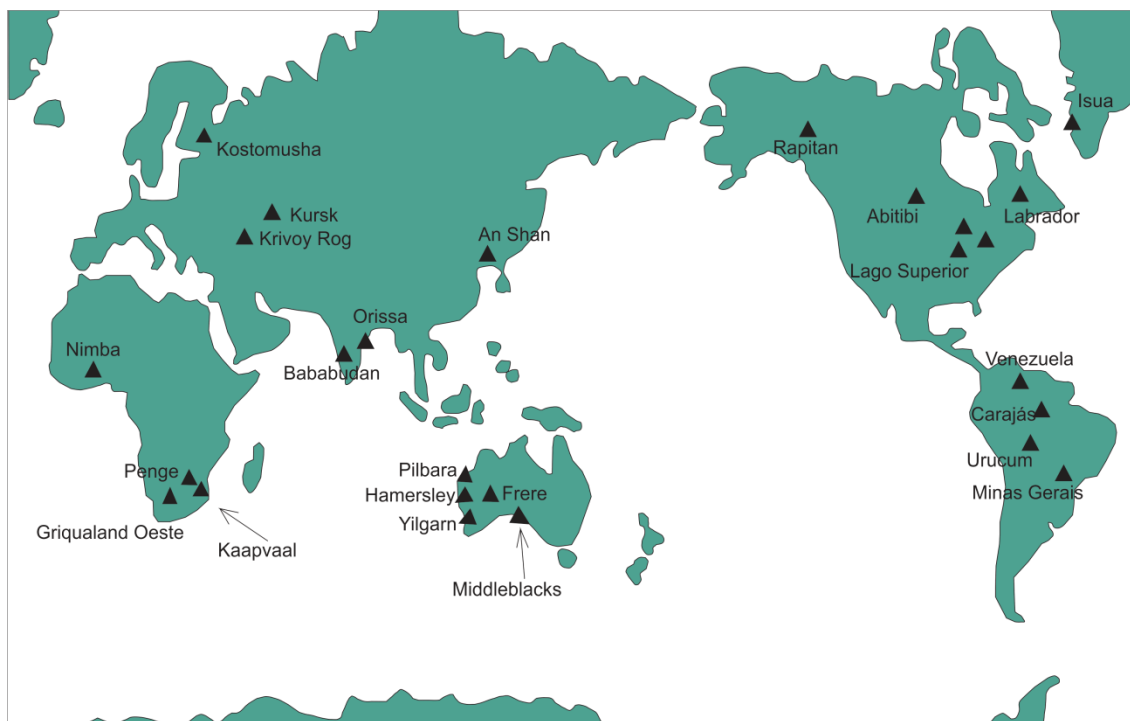 Isua
Rapitan
Kostomusha
Kursk
Abitibi
Labrador
Krivoy Rog
An Shan
Lago Superior
Orissa
Nimba
Bababudan
Venezuela
Carajás
Urucum
Minas Gerais
Penge
Pilbara
Hamersley
Frere
Yilgarn
Griqualand Oeste
Kaapvaal
Middleblacks